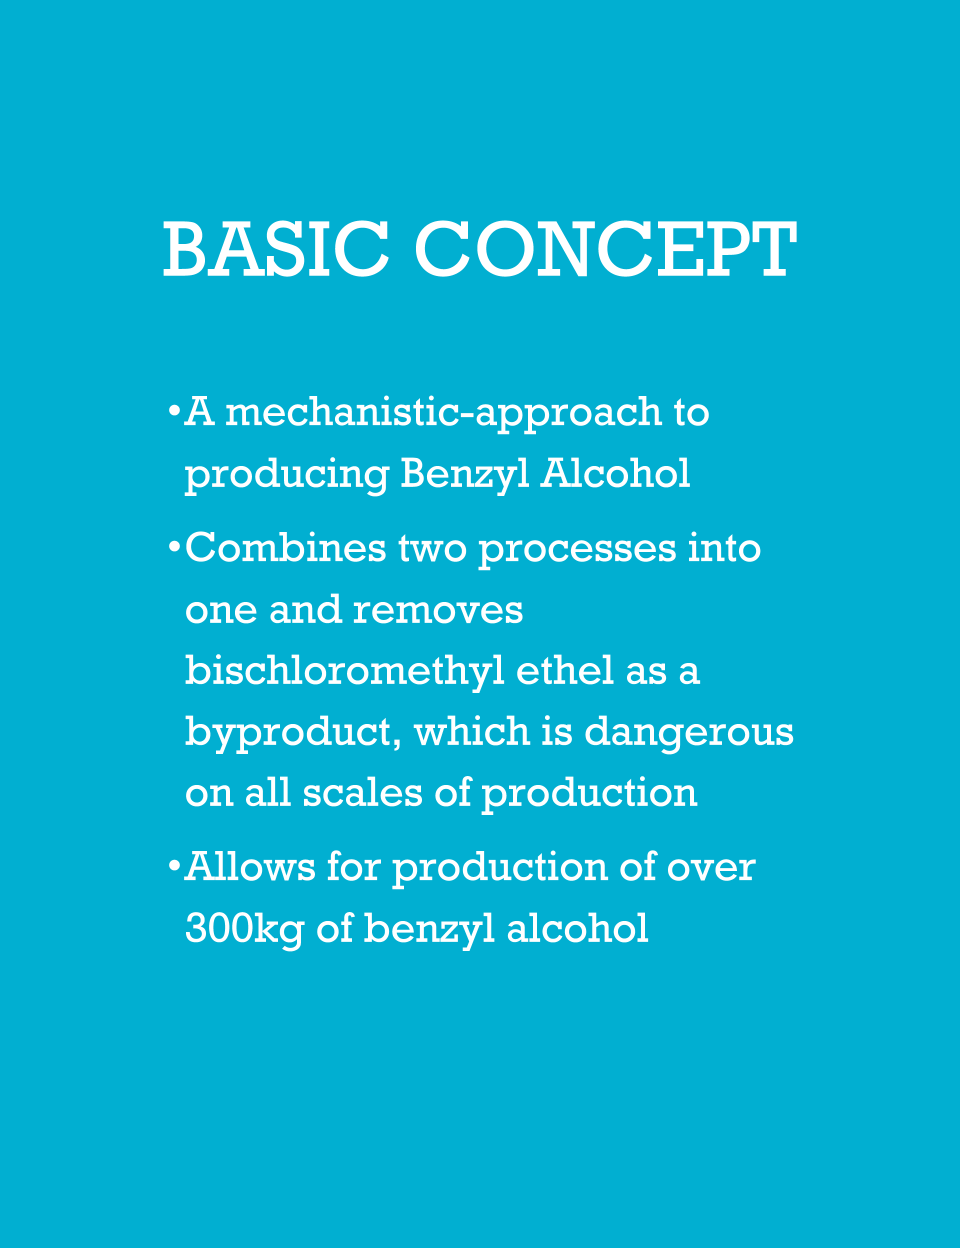 BASIC CONCEPT
•A mechanistic-approach to
producing Benzyl Alcohol
•Combines two processes into
one and removes
bischloromethyl ethel as a
byproduct, which is dangerous
on all scales of production
•Allows for production of over
300kg of benzyl alcohol